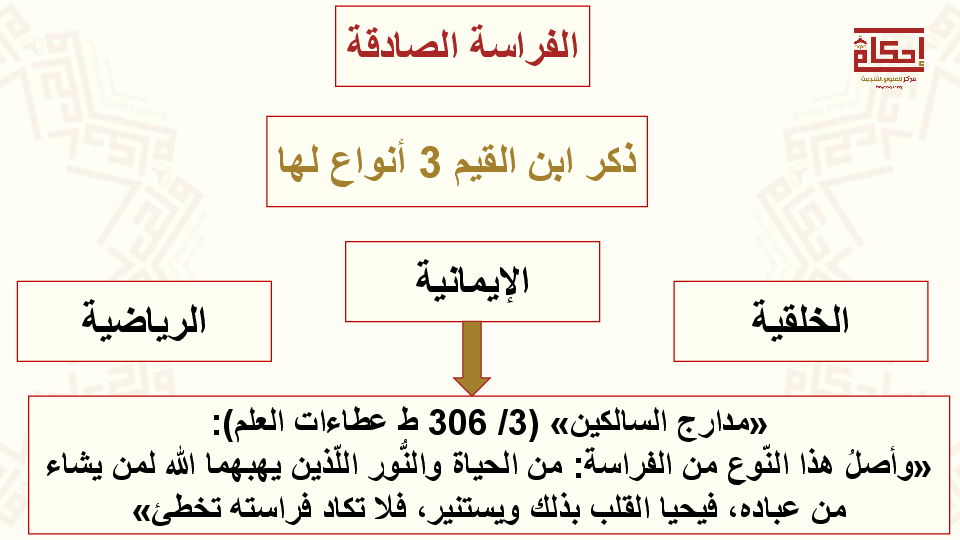 الفراسة الصادقة
إحكام
مركز للعلوم الشرعية
ذكر ابن القيم 3 أنواع لها
الإيمانية
الخلقية
الرياضية
«مدارج السالكين» (3/ 306 ط عطاءات العلم):
«وأصلُ هذا النّوع من الفراسة: من الحياة والنُّور اللّذين يهبهما الله لمن يشاء
من عباده، فيحيا القلب بذلك ويستنير، فلا تكاد فراسته تخطئ»